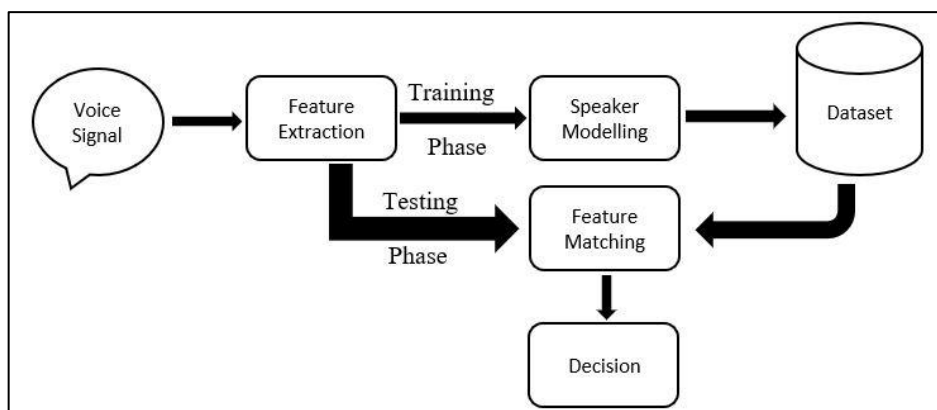 Voice
Signal
Feature
Extraction
Training
Phase
Speaker
Modelling
Dataset
Testing
Phase
Feature
Matching
Decision